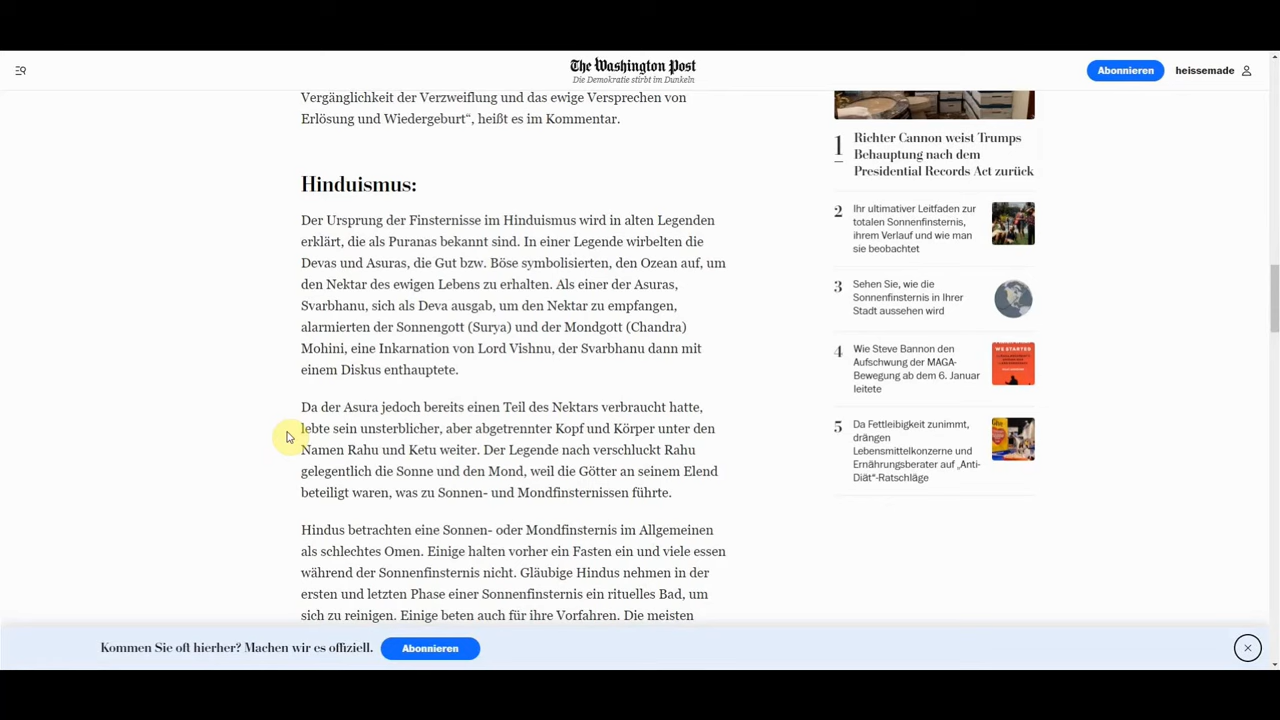 The Washington Post
Die Demokratie stirbt im Dunkeln
Abonnieren
heissemade
Vergänglichkeit der Verzweiflung und das ewige Versprechen von
Erlösung und Wiedergeburt“, heißt es im Kommentar.
Hinduismus:
Der Ursprung der Finsternisse im Hinduismus wird in alten Legenden
erklärt, die als Puranas bekannt sind. In einer Legende wirbelten die
Devas und Asuras, die Gut bzw. Böse symbolisierten, den Ozean auf, um
den Nektar des ewigen Lebens zu erhalten. Als einer der Asuras,
Svarbhanu, sich als Deva ausgab, um den Nektar zu empfangen,
alarmierten der Sonnengott (Surya) und der Mondgott (Chandra)
Mohini, eine Inkarnation von Lord Vishnu, der Svarbhanu dann mit
einem Diskus enthauptete.
Da der Asura jedoch bereits einen Teil des Nektars verbraucht hatte,
lebte sein unsterblicher, aber abgetrennter Kopf und Körper unter den
Namen Rahu und Ketu weiter. Der Legende nach verschluckt Rahu
gelegentlich die Sonne und den Mond, weil die Götter an seinem Elend
beteiligt waren, was zu Sonnen- und Mondfinsternissen führte.
Hindus betrachten eine Sonnen- oder Mondfinsternis im Allgemeinen
als schlechtes Omen. Einige halten vorher ein Fasten ein und viele essen
während der Sonnenfinsternis nicht. Gläubige Hindus nehmen in der
ersten und letzten Phase einer Sonnenfinsternis ein rituelles Bad, um
sich zu reinigen. Einige beten auch für ihre Vorfahren. Die meisten
1
Richter Cannon weist Trumps
Behauptung nach dem
Presidential Records Act zurück
2
Ihr ultimativer Leitfaden zur
totalen Sonnenfinsternis,
ihrem Verlauf und wie man
sie beobachtet
3
Sehen Sie, wie die
Sonnenfinsternis in Ihrer
Stadt aussehen wird
4
Wie Steve Bannon den
Aufschwung der MAGA-
Bewegung ab dem 6. Januar
leitete
5
Da Fettleibigkeit zunimmt,
drängen
Lebensmittelkonzerne und
Ernährungsberater auf „Anti-
Diät“-Ratschläge
Kommen Sie oft hierher? Machen wir es offiziell.
Abonnieren